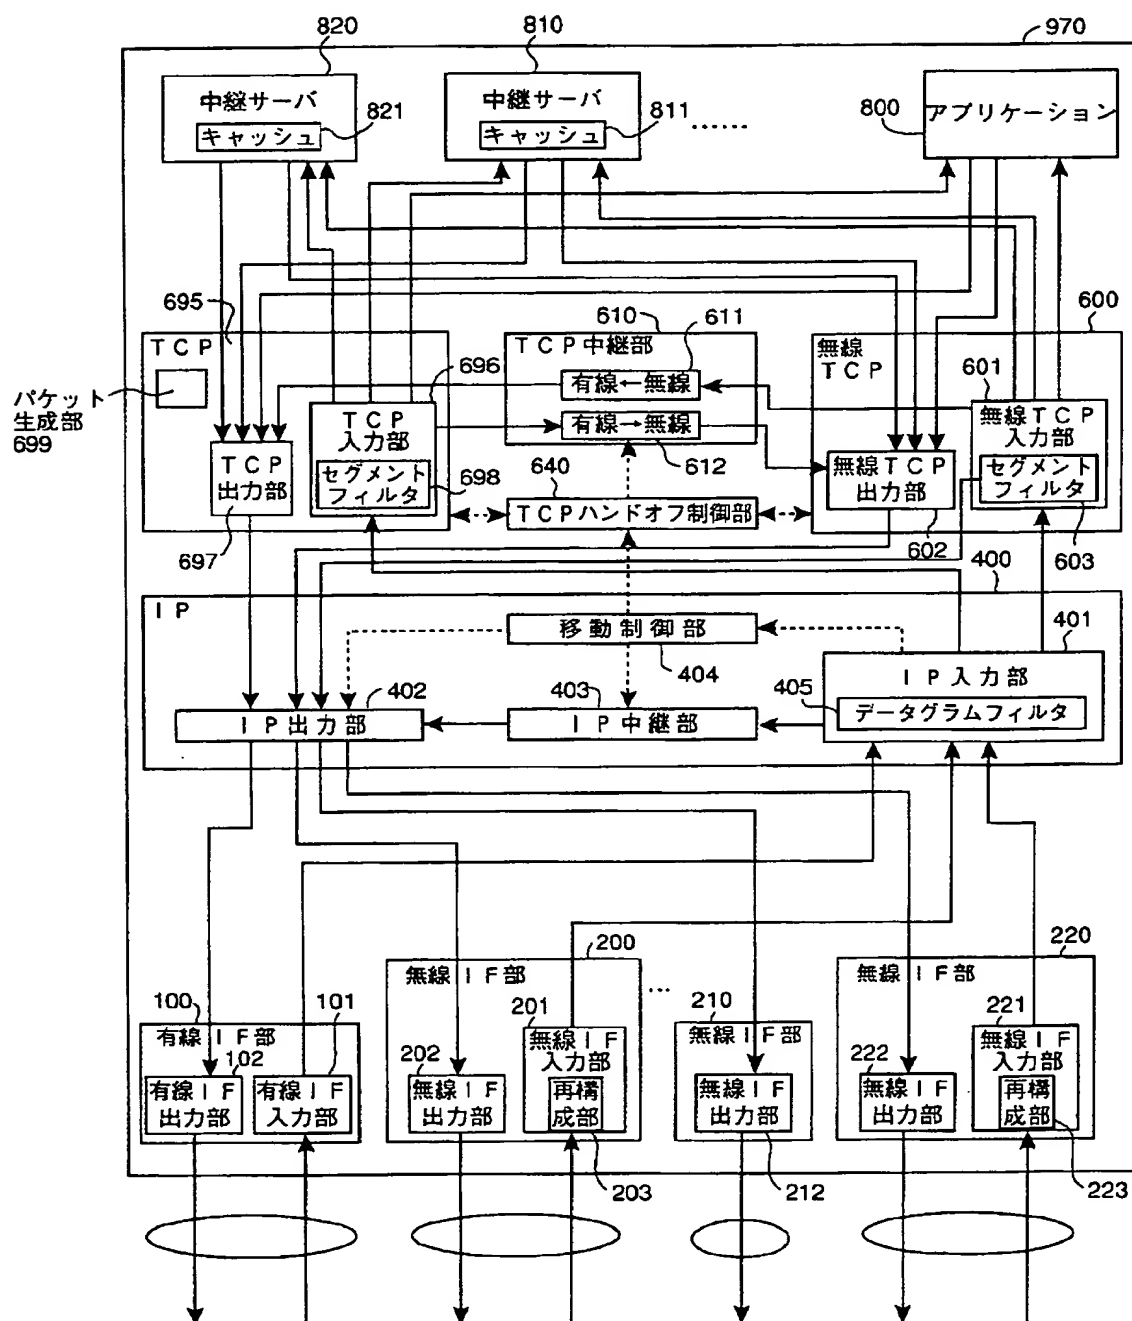 820
810
970
中継サーバ
キャッシュ
821
中継サーバ
キャッシュ
811
……
800
アプリケーション
695
TCP
パケット
生成部
699
696
TCP
入力部
セグメント
フィルタ
698
TCP
出力部
697
610
611
TCP中継部
有線←無線
有線→無線
612
640
TCPハンドオフ制御部
600
無線
TCP
601
無線TCP
入力部
セグメント
フィルタ
603
無線TCP
出力部
602
400
IP
移動制御部
404
401
IP入力部
405
データグラムフィルタ
402
IP出力部
403
IP中継部
100
有線IF部
102
有線IF
出力部
101
有線IF
入力部
200
無線IF部
202
無線IF
出力部
201
無線IF
入力部
再構
成部
203
…
210
無線IF部
無線IF
出力部
212
220
無線IF部
222
無線IF
出力部
221
無線IF
入力部
再構
成部
223